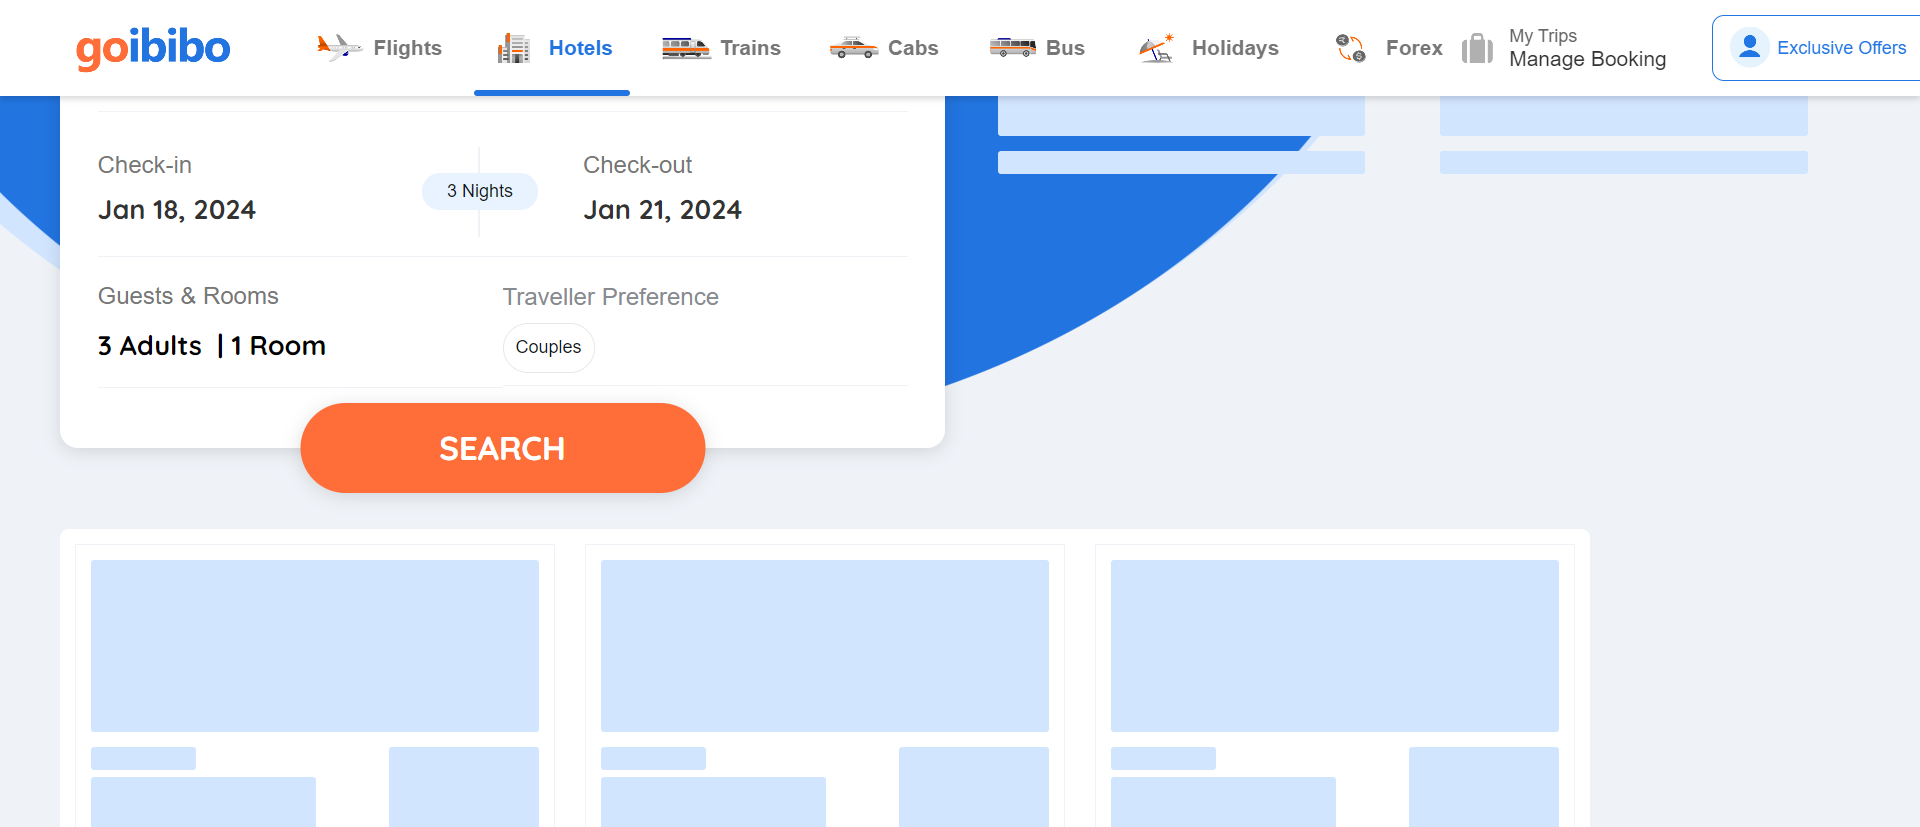 goibibo
Flights
Hotels
Trains
Cabs
Bus
Holidays
Forex
My Trips
Manage Booking
Exclusive Offers
Check-in
Jan 18, 2024
3 Nights
Check-out
Jan 21, 2024
Guests & Rooms
3 Adults | 1 Room
Traveller Preference
Couples
SEARCH